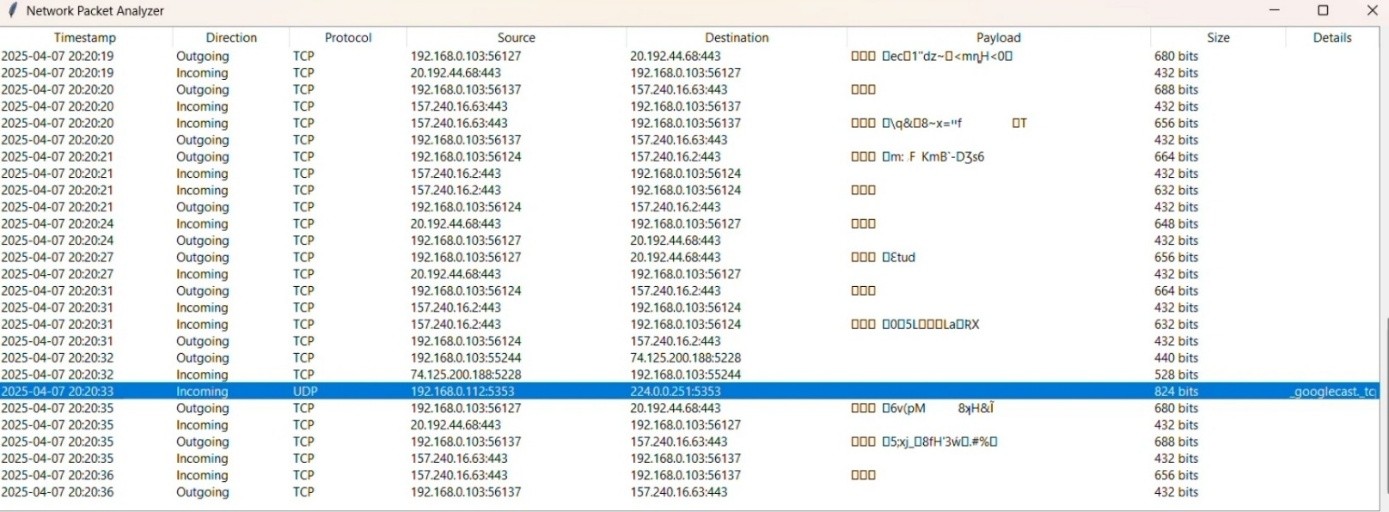 Network Packet Analyzer
Timestamp Direction Protocol Source Destination Payload Size Details
2025-04-07 20:20:19 Outgoing TCP 192.168.0.103:56127 20.192.44.68:443 680 bits
2025-04-07 20:20:19 Incoming TCP 20.192.44.68:443 192.168.0.103:56127 432 bits
2025-04-07 20:20:20 Outgoing TCP 192.168.0.103:56137 157.240.16.63:443 688 bits
2025-04-07 20:20:20 Incoming TCP 157.240.16.63:443 192.168.0.103:56137 432 bits
2025-04-07 20:20:20 Incoming TCP 157.240.16.63:443 192.168.0.103:56137 656 bits
2025-04-07 20:20:20 Outgoing TCP 192.168.0.103:56137 157.240.16.63:443 432 bits
2025-04-07 20:20:21 Outgoing TCP 192.168.0.103:56124 157.240.16.2:443 □□□ □m: F KmB`-DƷs6 664 bits
2025-04-07 20:20:21 Incoming TCP 157.240.16.2:443 192.168.0.103:56124 432 bits
2025-04-07 20:20:21 Incoming TCP 157.240.16.2:443 192.168.0.103:56124 □□□ 632 bits
2025-04-07 20:20:21 Outgoing TCP 192.168.0.103:56124 157.240.16.2:443 432 bits
2025-04-07 20:20:24 Incoming TCP 20.192.44.68:443 192.168.0.103:56127 □□□ 648 bits
2025-04-07 20:20:24 Outgoing TCP 192.168.0.103:56127 20.192.44.68:443 432 bits
2025-04-07 20:20:27 Outgoing TCP 192.168.0.103:56127 20.192.44.68:443 □□□ □Ɛtud 656 bits
2025-04-07 20:20:27 Incoming TCP 20.192.44.68:443 192.168.0.103:56127 432 bits
2025-04-07 20:20:31 Outgoing TCP 192.168.0.103:56124 157.240.16.2:443 □□□ 664 bits
2025-04-07 20:20:31 Incoming TCP 157.240.16.2:443 192.168.0.103:56124 432 bits
2025-04-07 20:20:31 Incoming TCP 157.240.16.2:443 192.168.0.103:56124 □□□ □0□5L□□□La□RX 632 bits
2025-04-07 20:20:31 Outgoing TCP 192.168.0.103:56124 157.240.16.2:443 432 bits
2025-04-07 20:20:32 Outgoing TCP 192.168.0.103:55244 74.125.200.188:5228 440 bits
2025-04-07 20:20:32 Incoming TCP 74.125.200.188:5228 192.168.0.103:55244 528 bits
2025-04-07 20:20:33 Incoming UDP 192.168.0.112:5353 224.0.0.251:5353 824 bits _googlecast._tc
2025-04-07 20:20:35 Outgoing TCP 192.168.0.103:56127 20.192.44.68:443 680 bits
2025-04-07 20:20:35 Incoming TCP 20.192.44.68:443 192.168.0.103:56127 432 bits
2025-04-07 20:20:35 Outgoing TCP 192.168.0.103:56137 157.240.16.63:443 □□□ □5;xj_□8fH'3ẇ□.#%□ 688 bits
2025-04-07 20:20:35 Incoming TCP 157.240.16.63:443 192.168.0.103:56137 432 bits
2025-04-07 20:20:36 Incoming TCP 157.240.16.63:443 192.168.0.103:56137 □□□ 656 bits
2025-04-07 20:20:36 Outgoing TCP 192.168.0.103:56137 157.240.16.63:443 432 bits